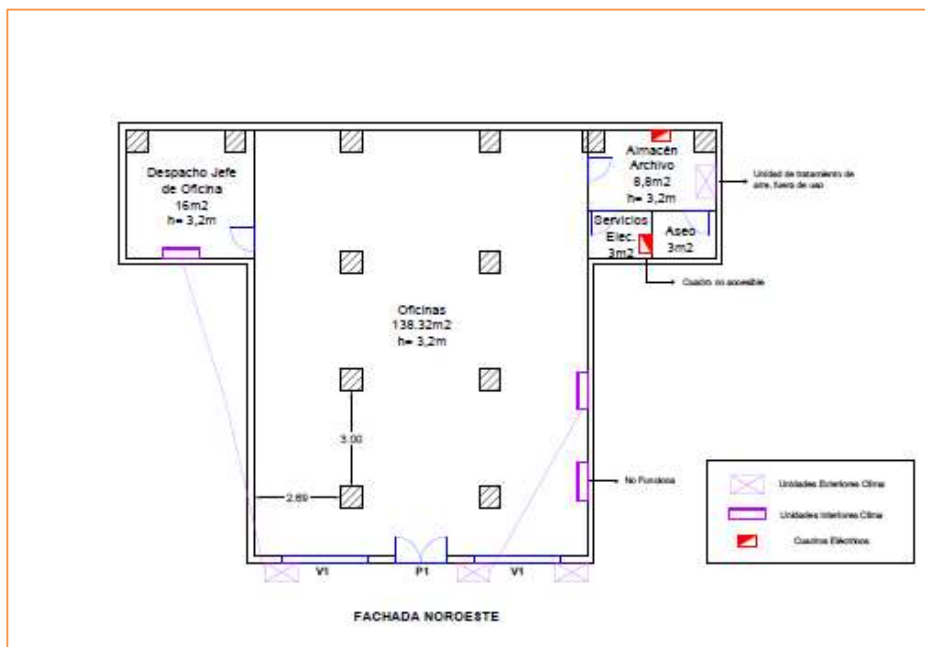 Despacho Jefe
de Oficina
16m2
h= 3,2m
Almacén
Archivo
8,8m2
h= 3,2m
Unidad de tratamiento de
aire, fuera de uso
Servicios
Elec.
3m2
Aseo
3m2
Cuadro no accesible
Oficinas
138.32m2
h= 3,2m
3.00
2.69
No Funciona
Unidades Exteriores Clima
Unidades Interiores Clima
Cuadros Eléctricos
V1
P1
V1
FACHADA NOROESTE